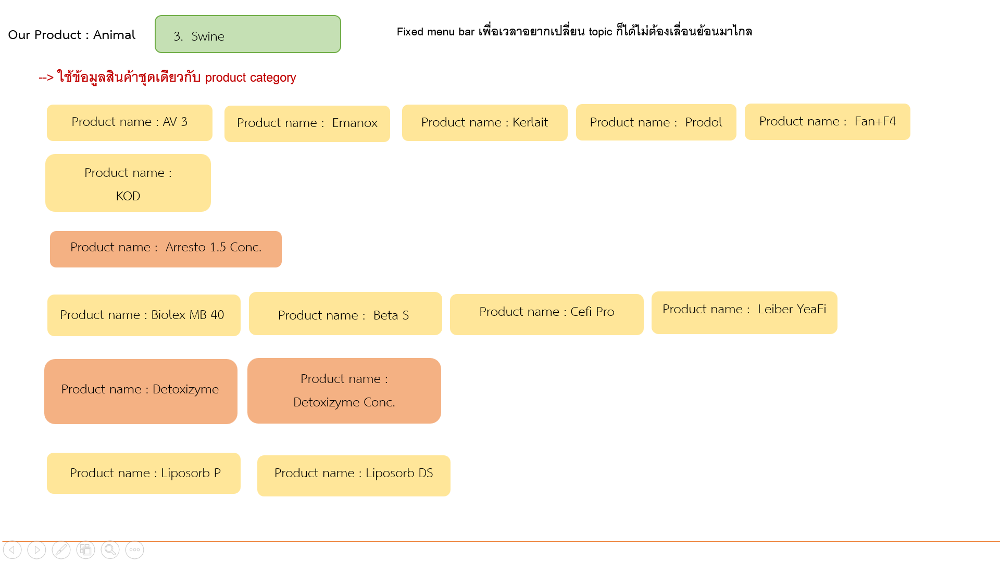 Our Product : Animal
3. Swine
Fixed menu bar เพื่อเวลาอยากเปลี่ยน topic ก็ได้ไม่ต้องเลื่อนย้อนมาไกล
--> ใช้ข้อมูลสินค้าชุดเดียวกับ product category
Product name : AV 3
Product name : Emanox
Product name : Kerlait
Product name : Prodol
Product name : Fan+F4
Product name :
KOD
Product name : Arresto 1.5 Conc.
Product name : Biolex MB 40
Product name : Beta S
Product name : Cefi Pro
Product name : Leiber YeaFi
Product name : Detoxizyme
Product name :
Detoxizyme Conc.
Product name : Liposorb P
Product name : Liposorb DS